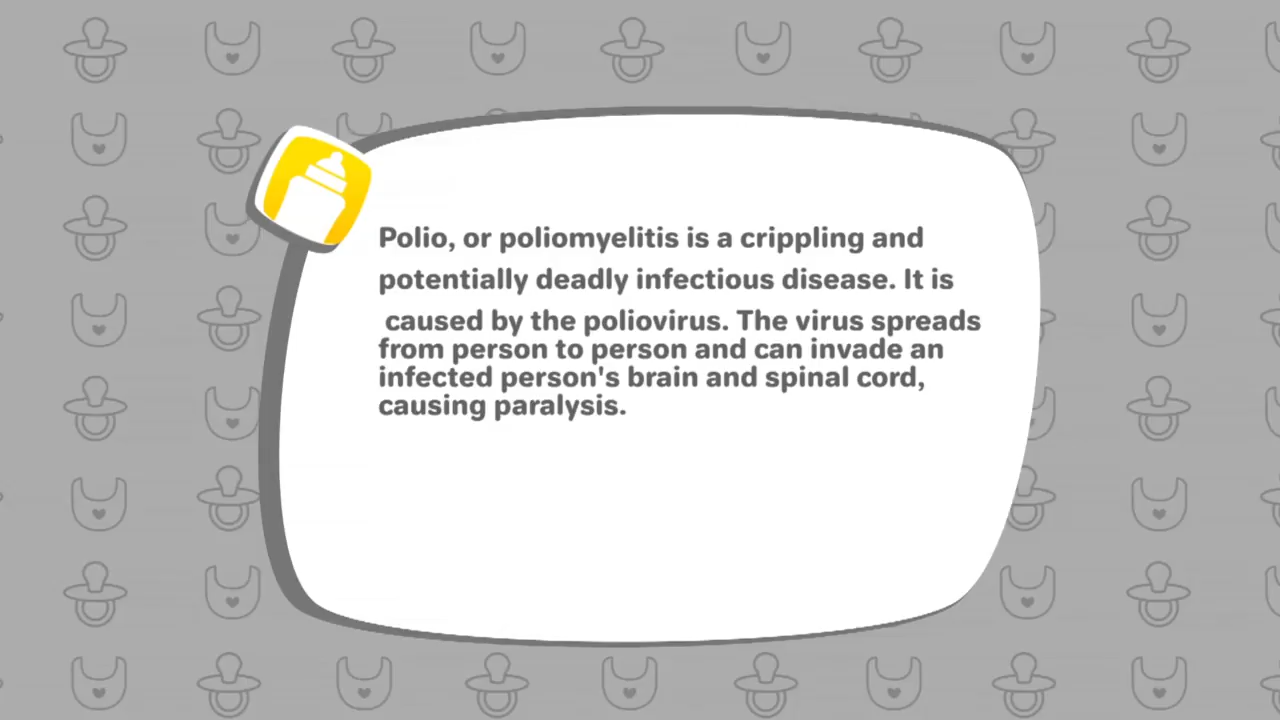 Polio, or poliomyelitis is a crippling and
potentially deadly infectious disease. It is
caused by the poliovirus. The virus spreads
from person to person and can invade an
infected person's brain and spinal cord,
causing paralysis.